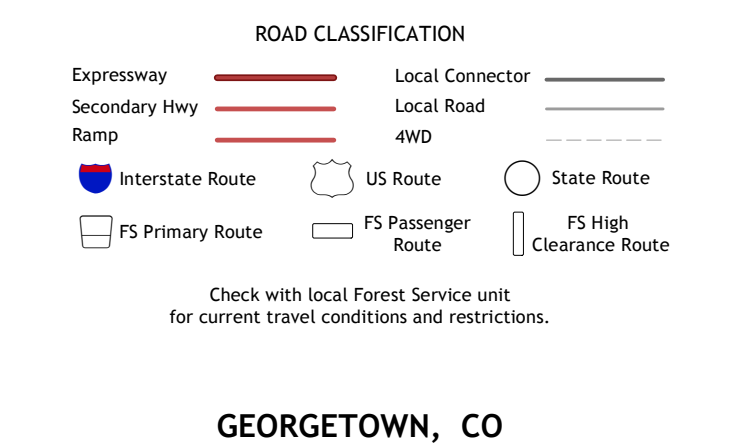 ROAD CLASSIFICATION
Expressway
Local Connector
Secondary Hwy
Local Road
Ramp
4WD
Interstate Route
US Route
State Route
FS Primary Route
FS Passenger
Route
FS High
Clearance Route
Check with local Forest Service unit
for current travel conditions and restrictions.
GEORGETOWN, CO